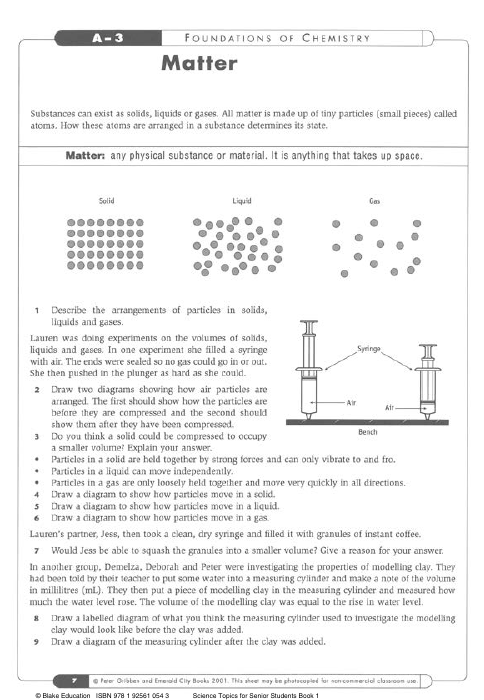 A-3
FOUNDATIONS OF CHEMISTRY
Matter
Substances can exist as solids, liquids or gases. All matter is made up of tiny particles (small pieces) called
atoms. How these atoms are arranged in a substance determines its state.
Matter: any physical substance or material. It is anything that takes up space.
Solid
Liquid
Gas
1 Describe the arrangements of particles in solids,
liquids and gases.
Lauren was doing experiments on the volumes of solids,
liquids and gases. In one experiment she filled a syringe
with air. The ends were sealed so no gas could go in or out.
She then pushed in the plunger as hard as she could.
2 Draw two diagrams showing how air particles are
arranged. The first should show how the particles are
before they are compressed and the second should
show them after they have been compressed.
3 Do you think a solid could be compressed to occupy
a smaller volume? Explain your answer.
Syringe
Air
Air
Bench
• Particles in a solid are held together by strong forces and can only vibrate to and fro.
• Particles in a liquid can move independently.
• Particles in a gas are only loosely held together and move very quickly in all directions.
4 Draw a diagram to show how particles move in a solid.
5 Draw a diagram to show how particles move in a liquid.
6 Draw a diagram to show how particles move in a gas.
Lauren's partner, Jess, then took a clean, dry syringe and filled it with granules of instant coffee.
7 Would Jess be able to squash the granules into a smaller volume? Give a reason for your answer.
In another group, Demelza, Deborah and Peter were investigating the properties of modelling clay. They
had been told by their teacher to put some water into a measuring cylinder and make a note of the volume
in millilitres (mL). They then put a piece of modelling clay in the measuring cylinder and measured how
much the water level rose. The volume of the modelling clay was equal to the rise in water level.
8 Draw a labelled diagram of what you think the measuring cylinder used to investigate the modelling
clay would look like before the clay was added.
9 Draw a diagram of the measuring cylinder after the clay was added.
7
© Peter Gribben and Emerald City Books 2001. This sheet may be photocopied for non-commercial classroom use.
© Blake Education ISBN 978 1 92561 054 3 Science Topics for Senior Students Book 1